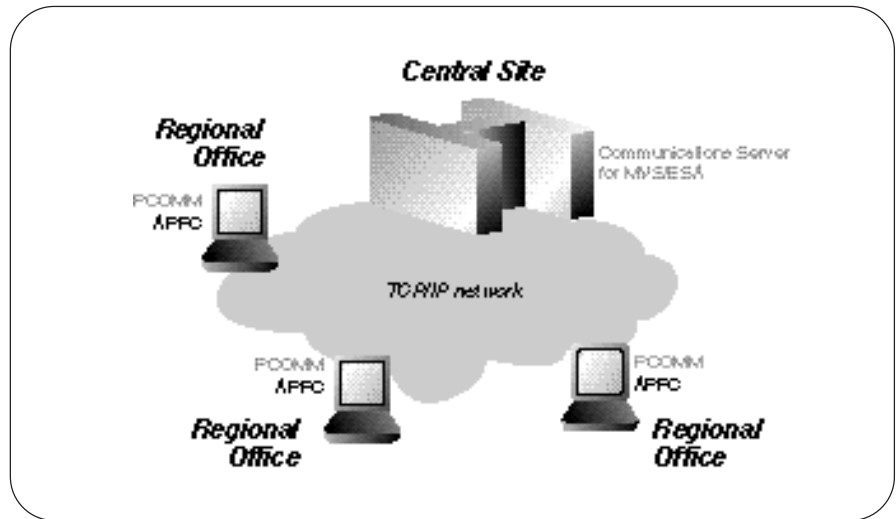 Central Site
Regional
Office
Communications Server
for MVS/ESA
PCOMM
APPC
TCP/IP network
PCOMM
APPC
PCOMM
APPC
Regional
Office
Regional
Office